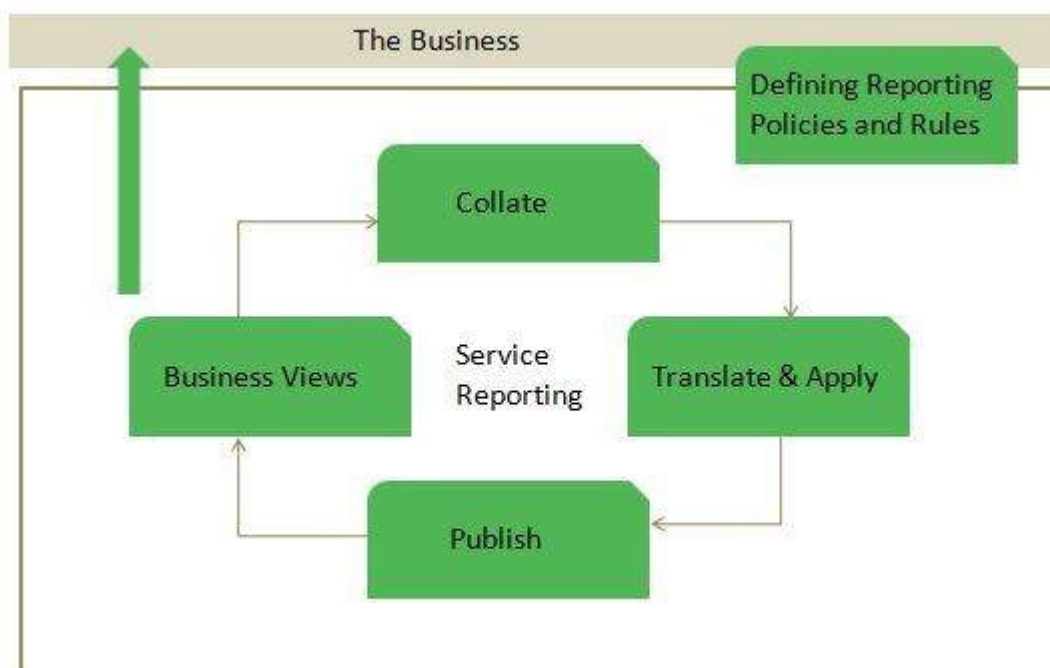 The Business
Defining Reporting
Policies and Rules
Collate
Business Views
Service
Reporting
Translate & Apply
Publish